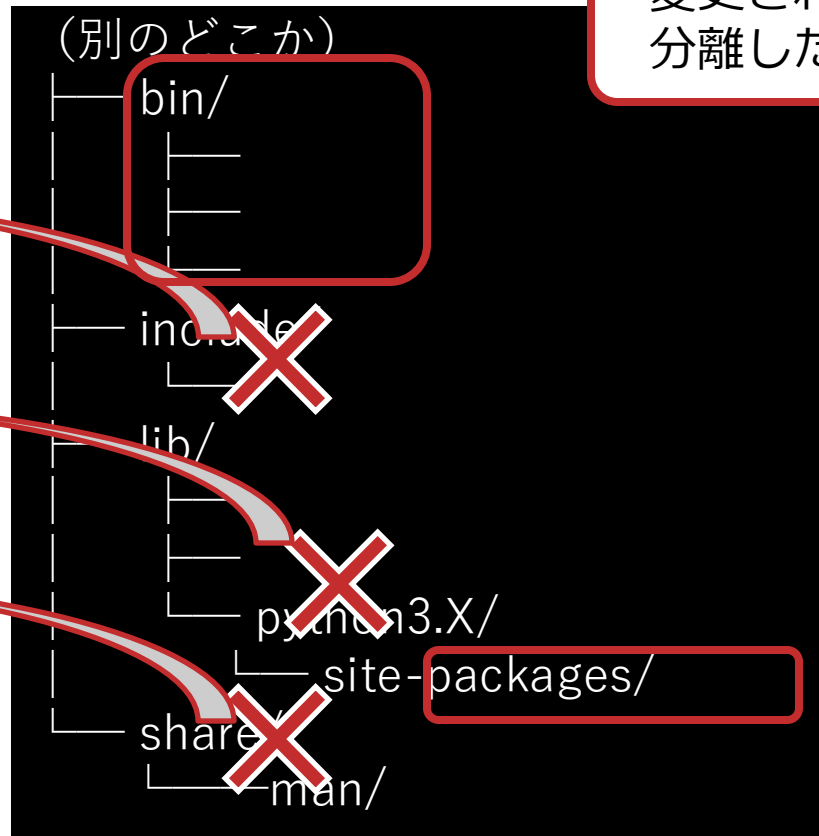 (別のどこか)
├── bin/
│   ├──
│   ├──
│   └──
├── include/
│   └──
├── lib/
│   ├──
│   ├──
│   └── python3.X/
│       └── site-packages/
└── share/
    └── man/
分離した